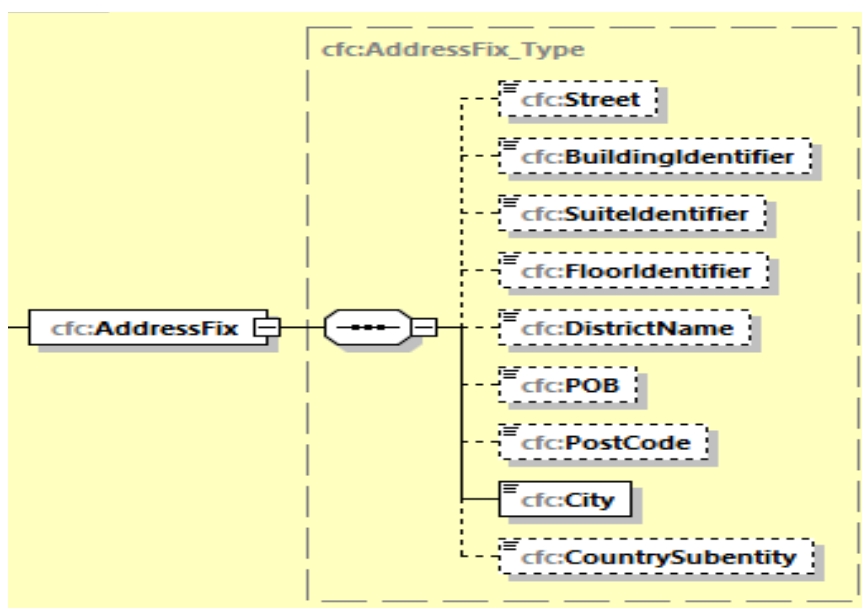 cfc:AddressFix_Type
cfc:Street
cfc:BuildingIdentifier
cfc:SuiteIdentifier
cfc:FloorIdentifier
cfc:AddressFix
cfc:DistrictName
cfc:POB
cfc:PostCode
cfc:City
cfc:CountrySubentity